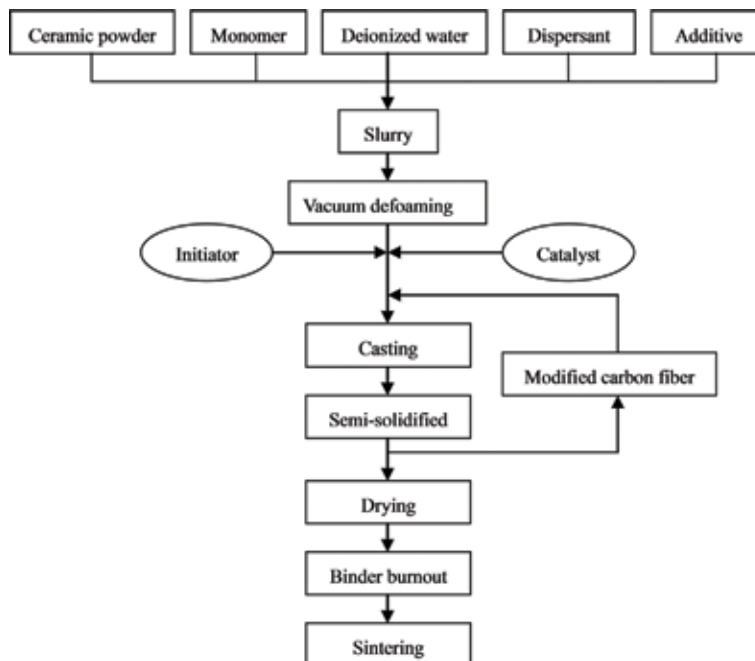 Ceramic powder
Monomer
Deionized water
Dispersant
Additive
Slurry
Vacuum defoaming
Initiator
Catalyst
Casting
Modified carbon fiber
Semi-solidified
Drying
Binder burnout
Sintering